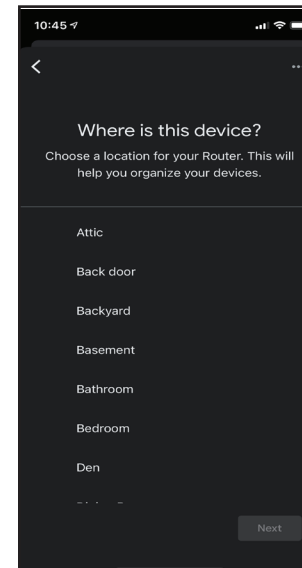 10:45
Where is this device?
Choose a location for your Router. This will
help you organize your devices.
Attic
Back door
Backyard
Basement
Bathroom
Bedroom
Den
Next